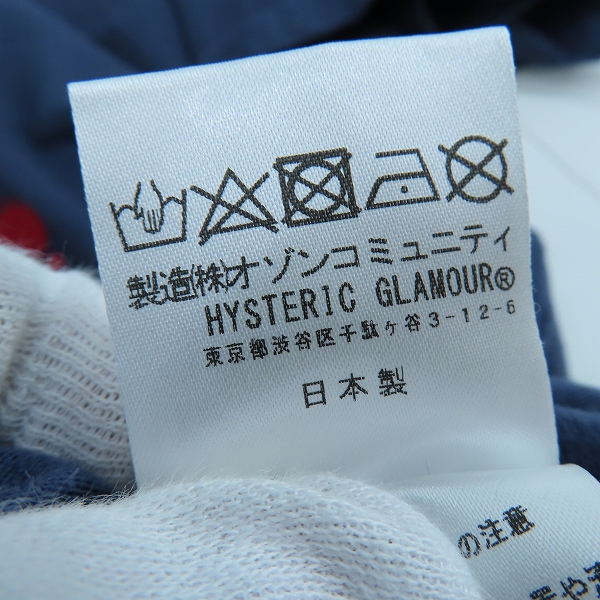 製造(株)オゾンコミュニティ
HYSTERIC GLAMOUR®
東京都渋谷区千駄ヶ谷3-12-6
日本製
の注意